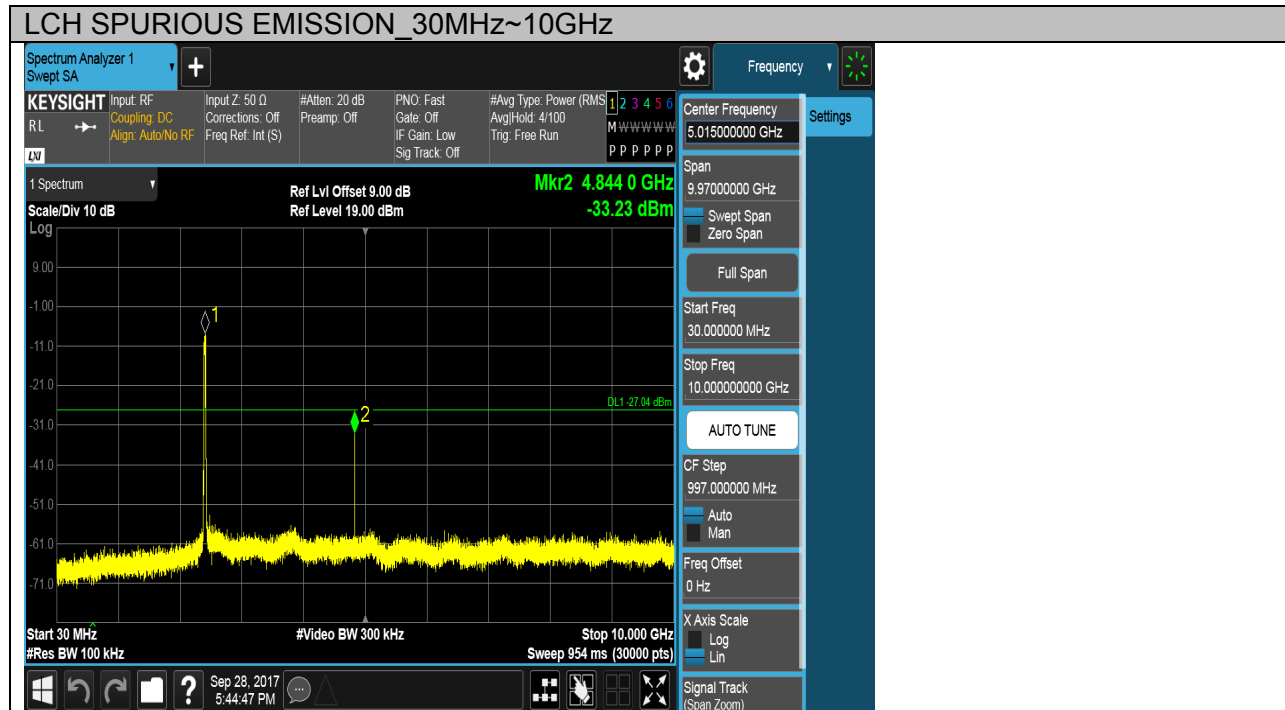 LCH SPURIOUS EMISSION_30MHz~10GHz
Spectrum Analyzer 1
Swept SA
+
Frequency
KEYSIGHT
RL
LXI
Input: RF
Coupling: DC
Align: Auto/No RF
Input Z: 50 Ω
Corrections: Off
Freq Ref: Int (S)
#Atten: 20 dB
Preamp: Off
PNO: Fast
Gate: Off
IF Gain: Low
Sig Track: Off
#Avg Type: Power (RMS
Avg|Hold: 4/100
Trig: Free Run
1 2 3 4 5 6
M W W W W W
P P P P P P
1 Spectrum
Scale/Div 10 dB
Log
Ref Lvl Offset 9.00 dB
Ref Level 19.00 dBm
Mkr2 4.844 0 GHz
-33.23 dBm
9.00
-1.00
-11.0
-21.0
-31.0
-41.0
-51.0
-61.0
-71.0
1
2
DL1 -27.04 dBm
Start 30 MHz
#Res BW 100 kHz
#Video BW 300 kHz
Stop 10.000 GHz
Sweep 954 ms (30000 pts)
Center Frequency
5.015000000 GHz
Span
9.97000000 GHz
Swept Span
Zero Span
Full Span
Start Freq
30.000000 MHz
Stop Freq
10.000000000 GHz
AUTO TUNE
CF Step
997.000000 MHz
Auto
Man
Freq Offset
0 Hz
X Axis Scale
Log
Lin
Signal Track
(Span Zoom)
Settings
?
Sep 28, 2017
5:44:47 PM